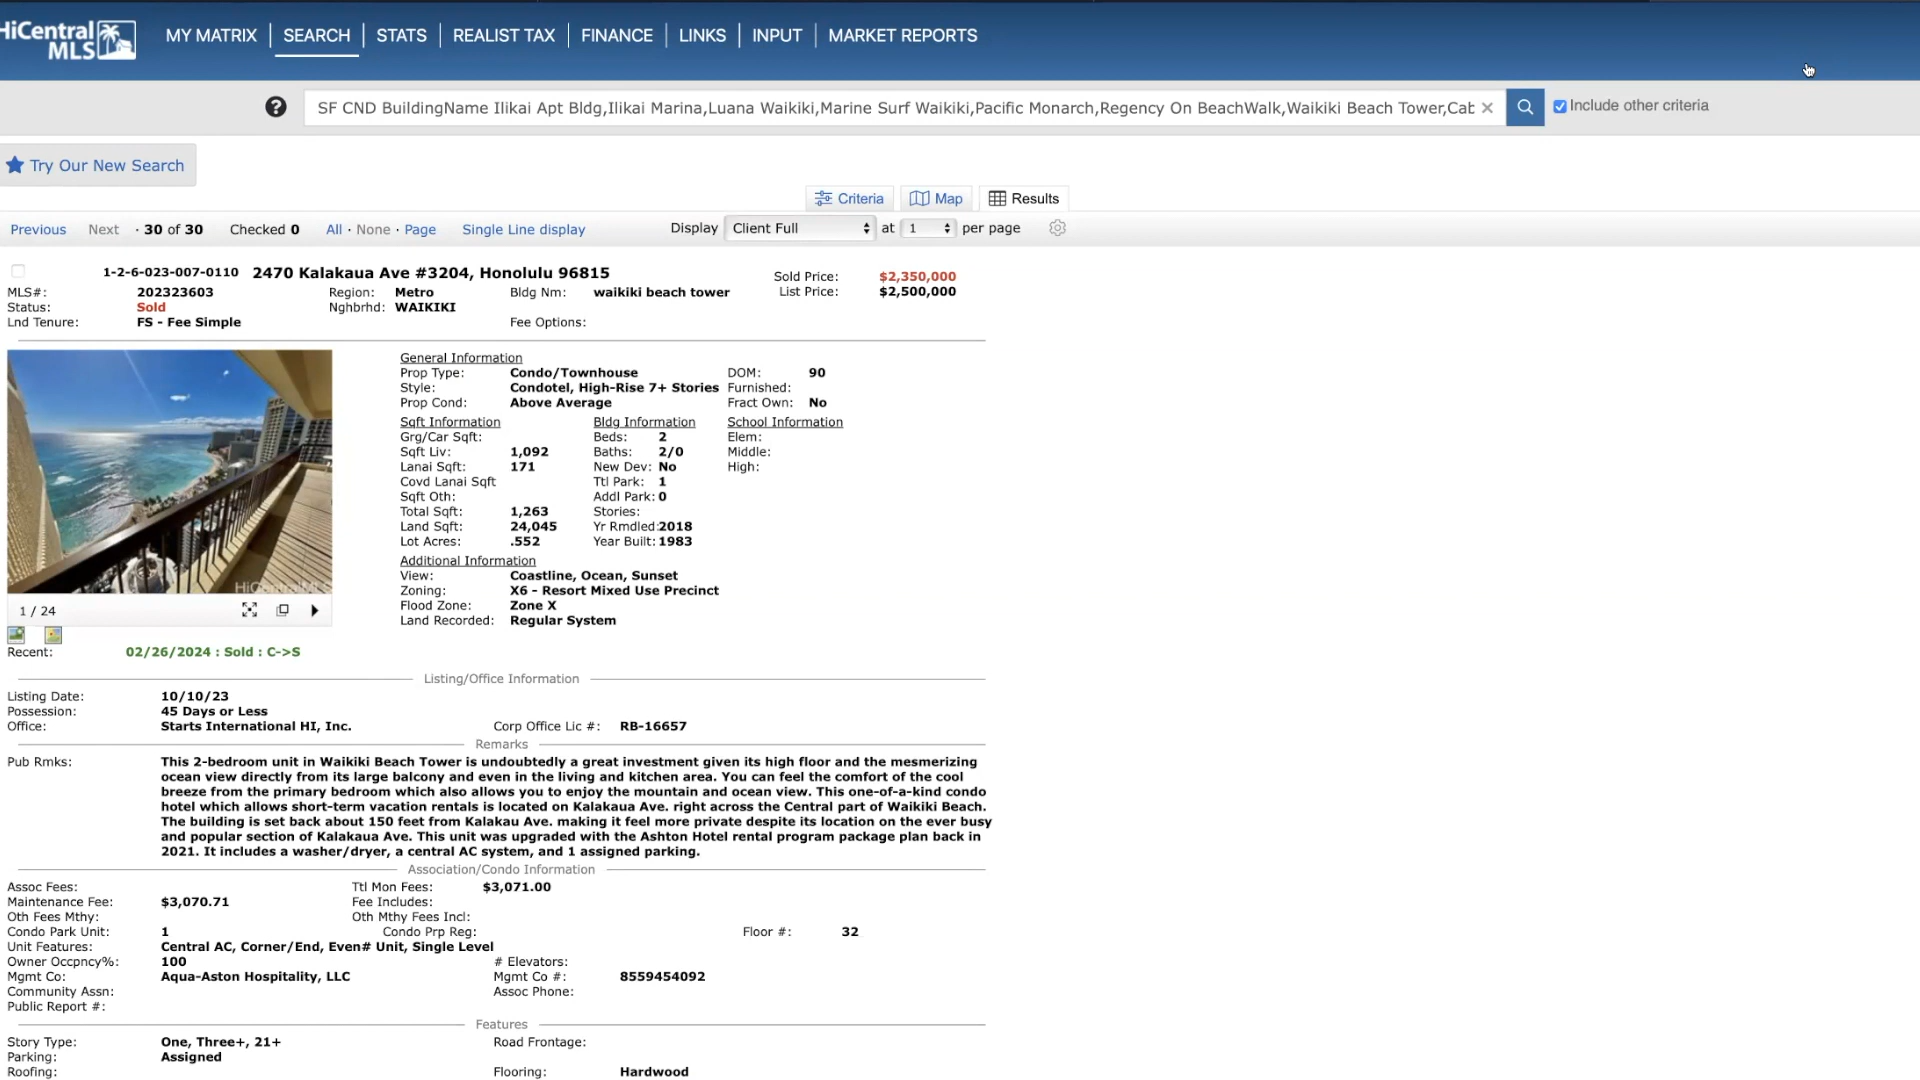 HiCentral MLS
MY MATRIX SEARCH STATS REALIST TAX FINANCE LINKS INPUT MARKET REPORTS
SF CND BuildingName Ilikai Apt Bldg,Ilikai Marina,Luana Waikiki,Marine Surf Waikiki,Pacific Monarch,Regency On BeachWalk,Waikiki Beach Tower,Cat
Include other criteria
Try Our New Search
Criteria Map Results
Previous Next · 30 of 30 Checked 0 All · None · Page Single Line display Display Client Full at 1 per page
1-2-6-023-007-0110 2470 Kalakaua Ave #3204, Honolulu 96815 Sold Price: $2,350,000
MLS#: 202323603 Region: Metro Bldg Nm: waikiki beach tower List Price: $2,500,000
Status: Sold Nghbrhd: WAIKIKI
Lnd Tenure: FS - Fee Simple Fee Options:
General Information
Prop Type: Condo/Townhouse DOM: 90
Style: Condotel, High-Rise 7+ Stories Furnished:
Prop Cond: Above Average Fract Own: No
Sqft Information Bldg Information School Information
Grg/Car Sqft: Beds: 2 Elem:
Sqft Liv: 1,092 Baths: 2/0 Middle:
Lanai Sqft: 171 New Dev: No High:
Covd Lanai Sqft Ttl Park: 1
Sqft Oth: Addl Park: 0
Total Sqft: 1,263 Stories:
Land Sqft: 24,045 Yr Rmdled: 2018
Lot Acres: .552 Year Built: 1983
Additional Information
View: Coastline, Ocean, Sunset
Zoning: X6 - Resort Mixed Use Precinct
Flood Zone: Zone X
Land Recorded: Regular System
HiCentralMLS
1 / 24
Recent: 02/26/2024 : Sold : C->S
Listing/Office Information
Listing Date: 10/10/23
Possession: 45 Days or Less
Office: Starts International HI, Inc. Corp Office Lic #: RB-16657
Remarks
Pub Rmks: This 2-bedroom unit in Waikiki Beach Tower is undoubtedly a great investment given its high floor and the mesmerizing
ocean view directly from its large balcony and even in the living and kitchen area. You can feel the comfort of the cool
breeze from the primary bedroom which also allows you to enjoy the mountain and ocean view. This one-of-a-kind condo
hotel which allows short-term vacation rentals is located on Kalakaua Ave. right across the Central part of Waikiki Beach.
The building is set back about 150 feet from Kalakau Ave. making it feel more private despite its location on the ever busy
and popular section of Kalakaua Ave. This unit was upgraded with the Ashton Hotel rental program package plan back in
2021. It includes a washer/dryer, a central AC system, and 1 assigned parking.
Association/Condo Information
Assoc Fees: Ttl Mon Fees: $3,071.00
Maintenance Fee: $3,070.71 Fee Includes:
Oth Fees Mthy: Oth Mthy Fees Incl:
Condo Park Unit: 1 Condo Prp Reg: Floor #: 32
Unit Features: Central AC, Corner/End, Even# Unit, Single Level
Owner Occpncy%: 100 # Elevators:
Mgmt Co: Aqua-Aston Hospitality, LLC Mgmt Co #: 8559454092
Community Assn: Assoc Phone:
Public Report #:
Features
Story Type: One, Three+, 21+ Road Frontage:
Parking: Assigned
Roofing: Flooring: Hardwood